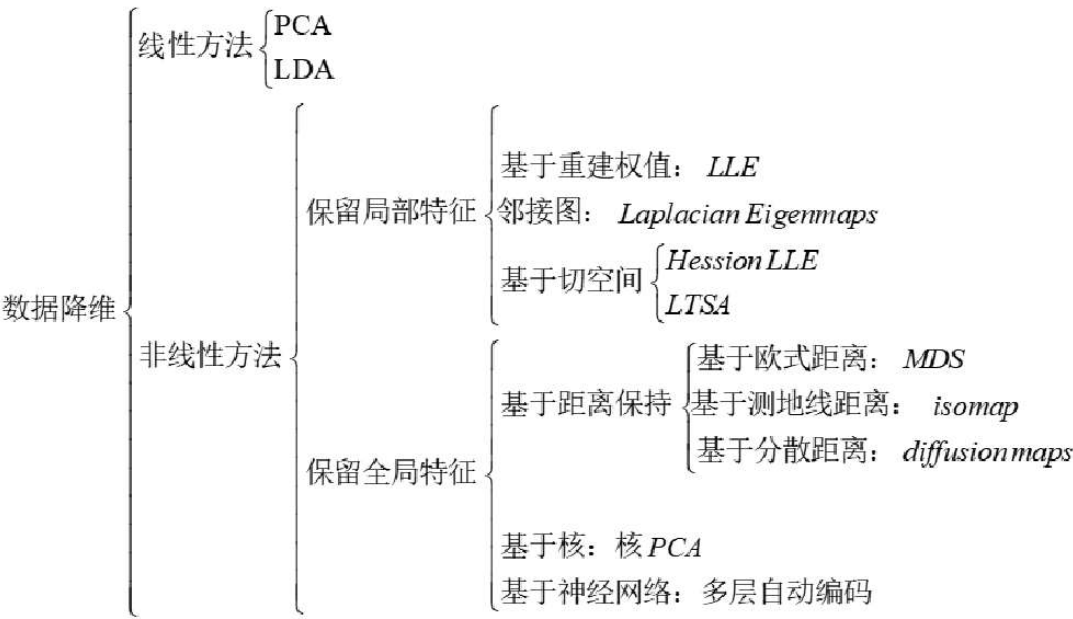 数据降维
线性方法
PCA
LDA
非线性方法
保留局部特征
基于重建权值： LLE
邻接图： Laplacian Eigenmaps
基于切空间
Hession LLE
LTSA
保留全局特征
基于距离保持
基于欧式距离： MDS
基于测地线距离： isomap
基于分散距离： diffusion maps
基于核：核 PCA
基于神经网络：多层自动编码